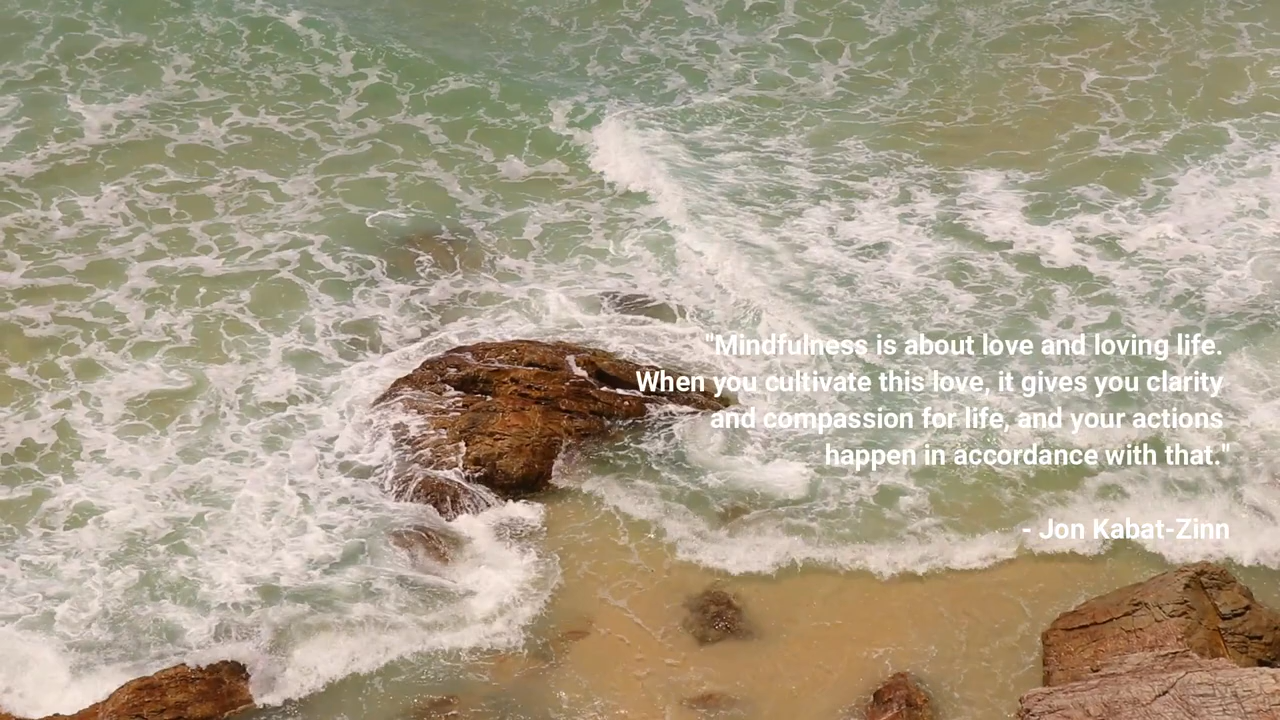 "Mindfulness is about love and loving life.
When you cultivate this love, it gives you clarity
and compassion for life, and your actions
happen in accordance with that."
- Jon Kabat-Zinn